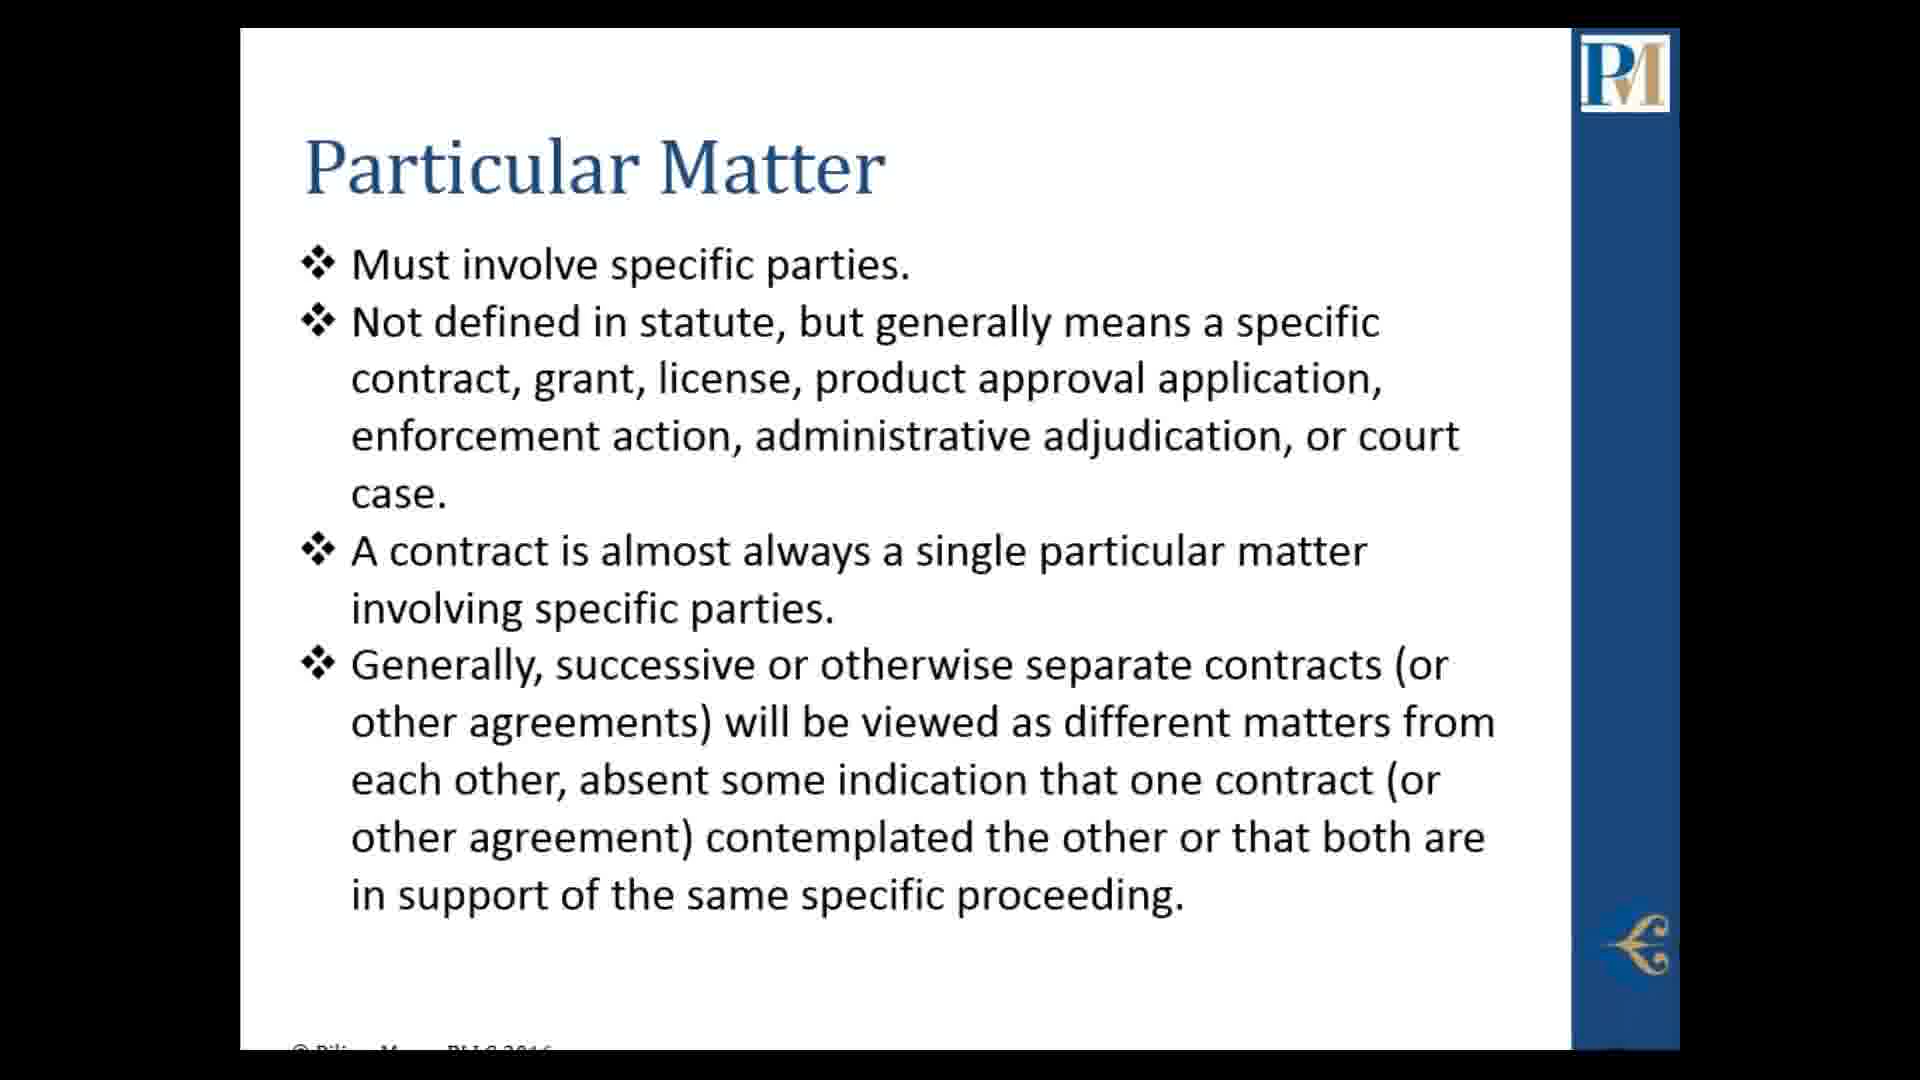 PM
Particular Matter
❖ Must involve specific parties.
❖ Not defined in statute, but generally means a specific
contract, grant, license, product approval application,
enforcement action, administrative adjudication, or court
case.
❖ A contract is almost always a single particular matter
involving specific parties.
❖ Generally, successive or otherwise separate contracts (or
other agreements) will be viewed as different matters from
each other, absent some indication that one contract (or
other agreement) contemplated the other or that both are
in support of the same specific proceeding.